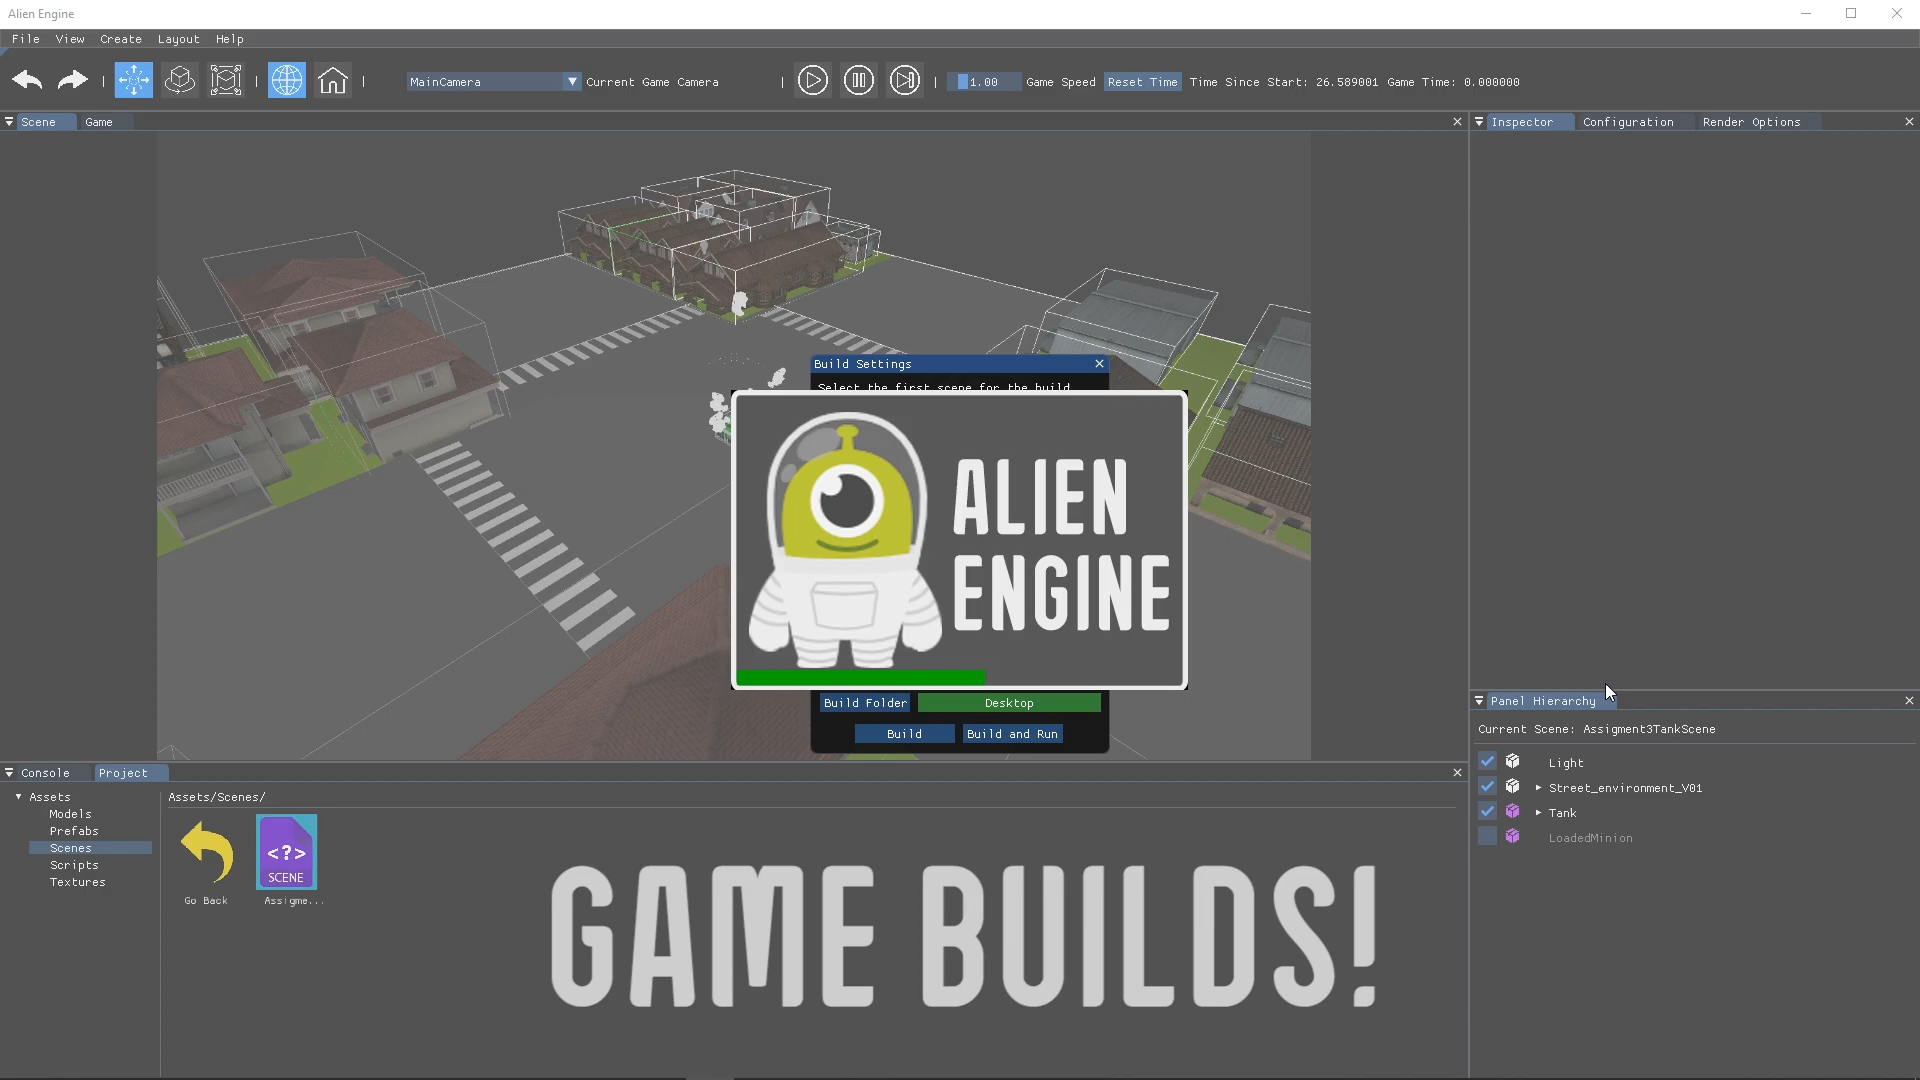 Alien Engine
File View Create Layout Help
MainCamera Current Game Camera 1.00 Game Speed Reset Time Time Since Start: 26.589001 Game Time: 0.000000
Scene Game
Inspector Configuration Render Options
Build Settings
Select the first scene for the build
ALIEN
ENGINE
Build Folder Desktop
Build Build and Run
Panel Hierarchy
Current Scene: Assigment3TankScene
Light
Street_environment_V01
Tank
LoadedMinion
Console Project
Assets
Models
Prefabs
Scenes
Scripts
Textures
Assets/Scenes/
<?>
SCENE
Go Back Assigme...
GAME BUILDS!